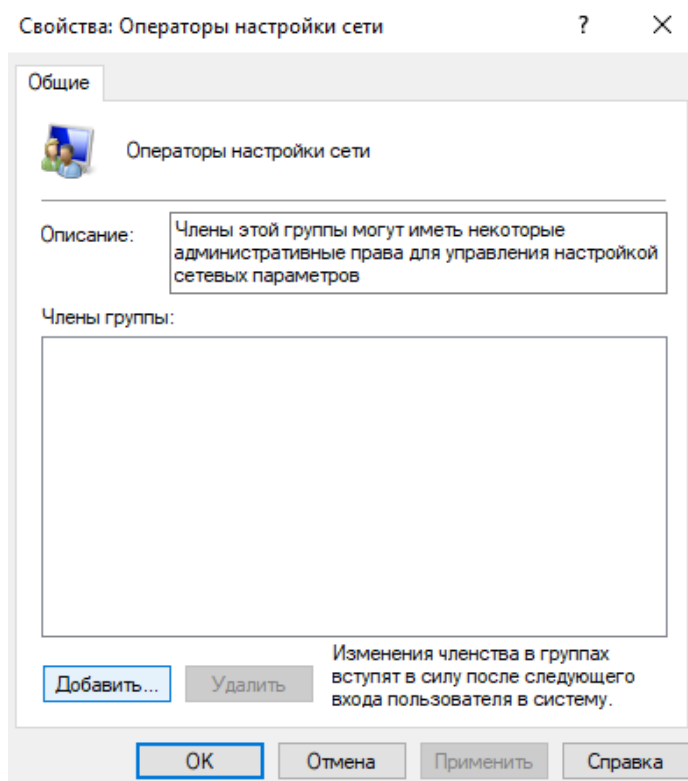 Свойства: Операторы настройки сети
?
Общие
Операторы настройки сети
Описание:
Члены этой группы могут иметь некоторые
административные права для управления настройкой
сетевых параметров
Члены группы:
Изменения членства в группах
вступят в силу после следующего
входа пользователя в систему.
Добавить...
Удалить
OK
Отмена
Применить
Справка